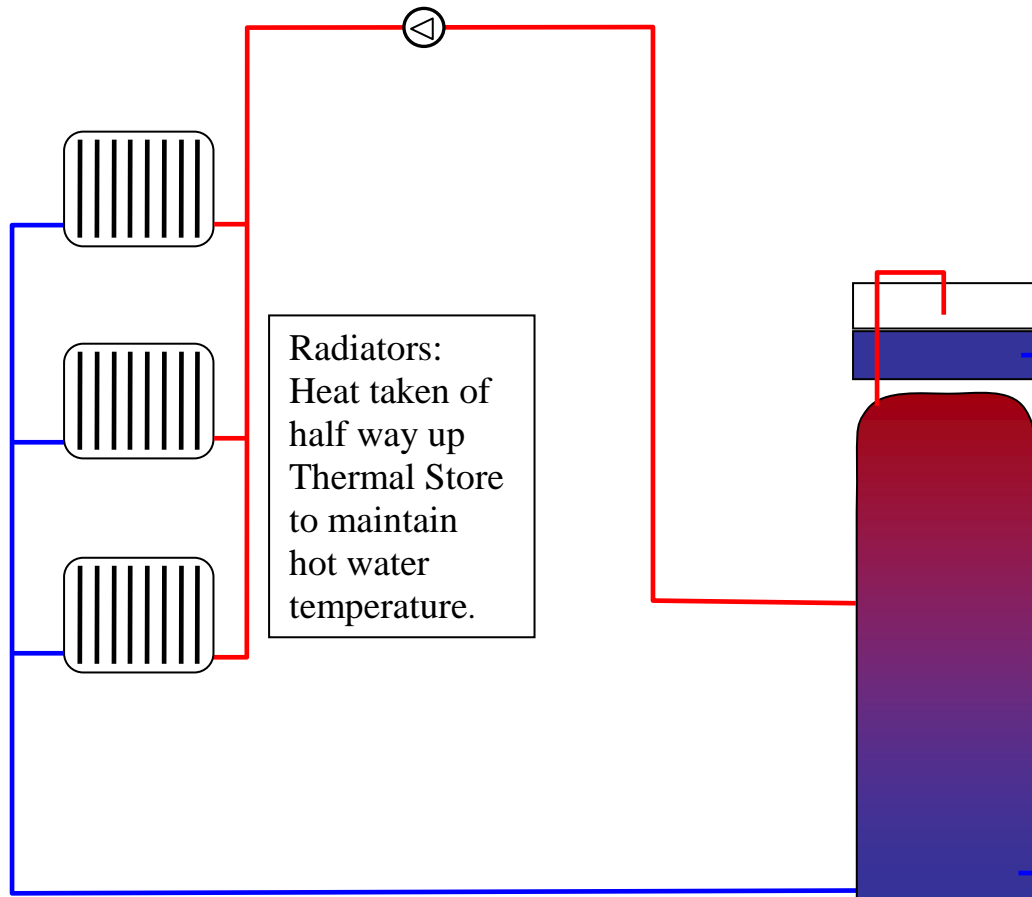 Radiators:
Heat taken of
half way up
Thermal Store
to maintain
hot water
temperature.